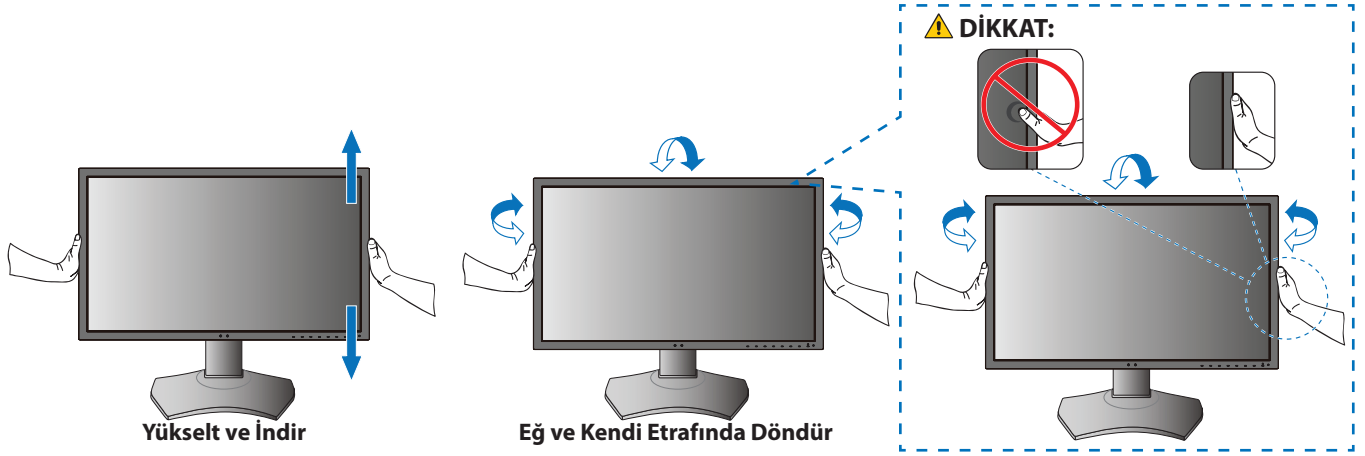 DİKKAT:
Yükselt ve İndir
Eğ ve Kendi Etrafında Döndür